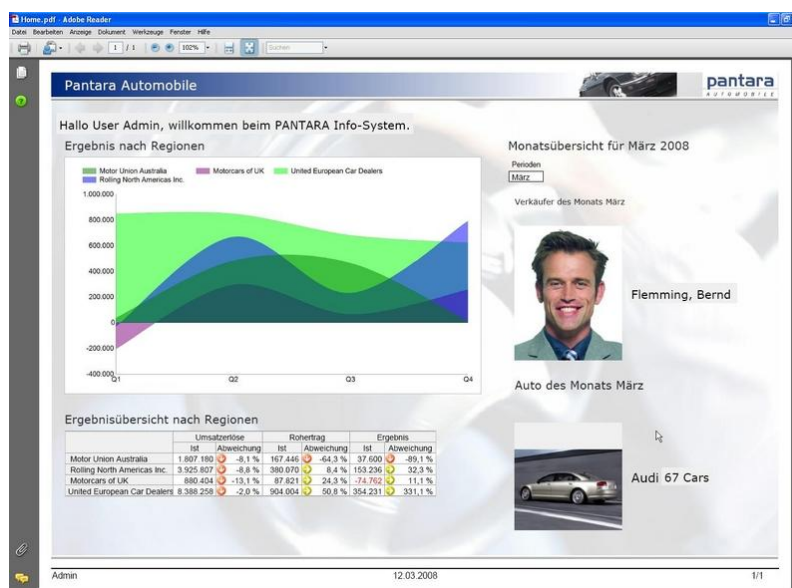 Home.pdf - Adobe Reader
Datei Bearbeiten Anzeige Dokument Werkzeuge Fenster Hilfe
1 / 1 102% Suchen
Pantara Automobile
pantara
AUTOMOBILE
Hallo User Admin, willkommen beim PANTARA Info-System.
Ergebnis nach Regionen
Motor Union Australia Motorcars of UK United European Car Dealers
Rolling North Americas Inc.
1.000.000
800.000
600.000
400.000
200.000
0
-200.000
-400.000
Q1 Q2 Q3 Q4
Monatsübersicht für März 2008
Perioden
März
Verkäufer des Monats März
Flemming, Bernd
Auto des Monats März
Audi 67 Cars
Ergebnisübersicht nach Regionen
Umsatzerlöse Rohertrag Ergebnis
Ist Abweichung Ist Abweichung Ist Abweichung
Motor Union Australia 1.807.180 -8,1 % 167.446 -64,3 % 37.600 -89,1 %
Rolling North Americas Inc. 3.925.807 -8,8 % 380.070 8,4 % 153.236 32,3 %
Motorcars of UK 880.404 -13,1 % 87.821 24,3 % -74.762 11,1 %
United European Car Dealers 8.388.258 -2,0 % 904.004 50,8 % 354.231 331,1 %
Admin 12.03.2008 1/1